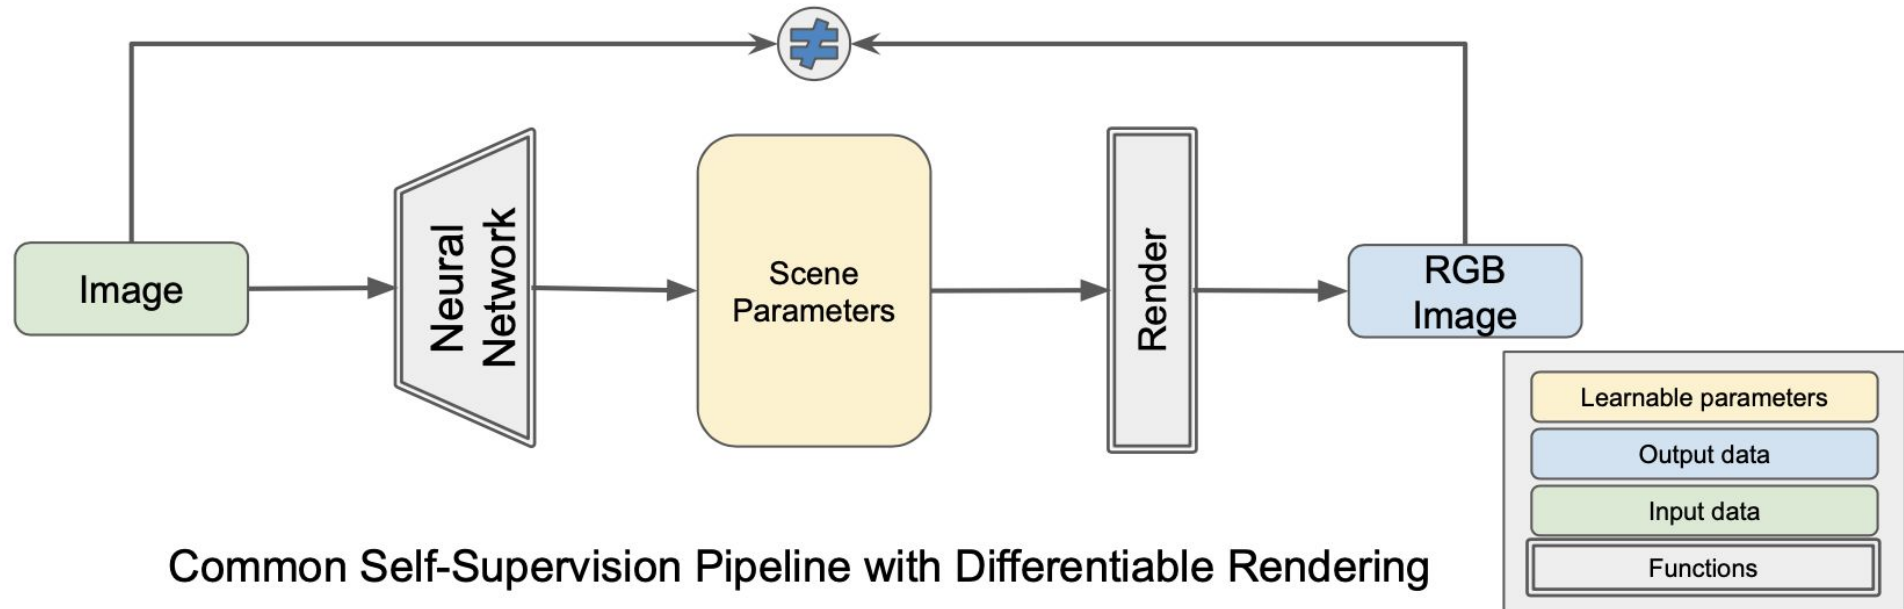 Image
Neural
Network
Scene
Parameters
Render
RGB
Image
Learnable parameters
Output data
Input data
Functions
Common Self-Supervision Pipeline with Differentiable Rendering